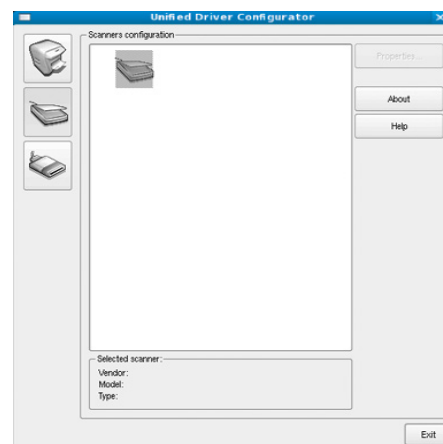 Unified Driver Configurator
Scanners configuration
Properties...
About
Help
Selected scanner:
Vendor:
Model:
Type:
Exit